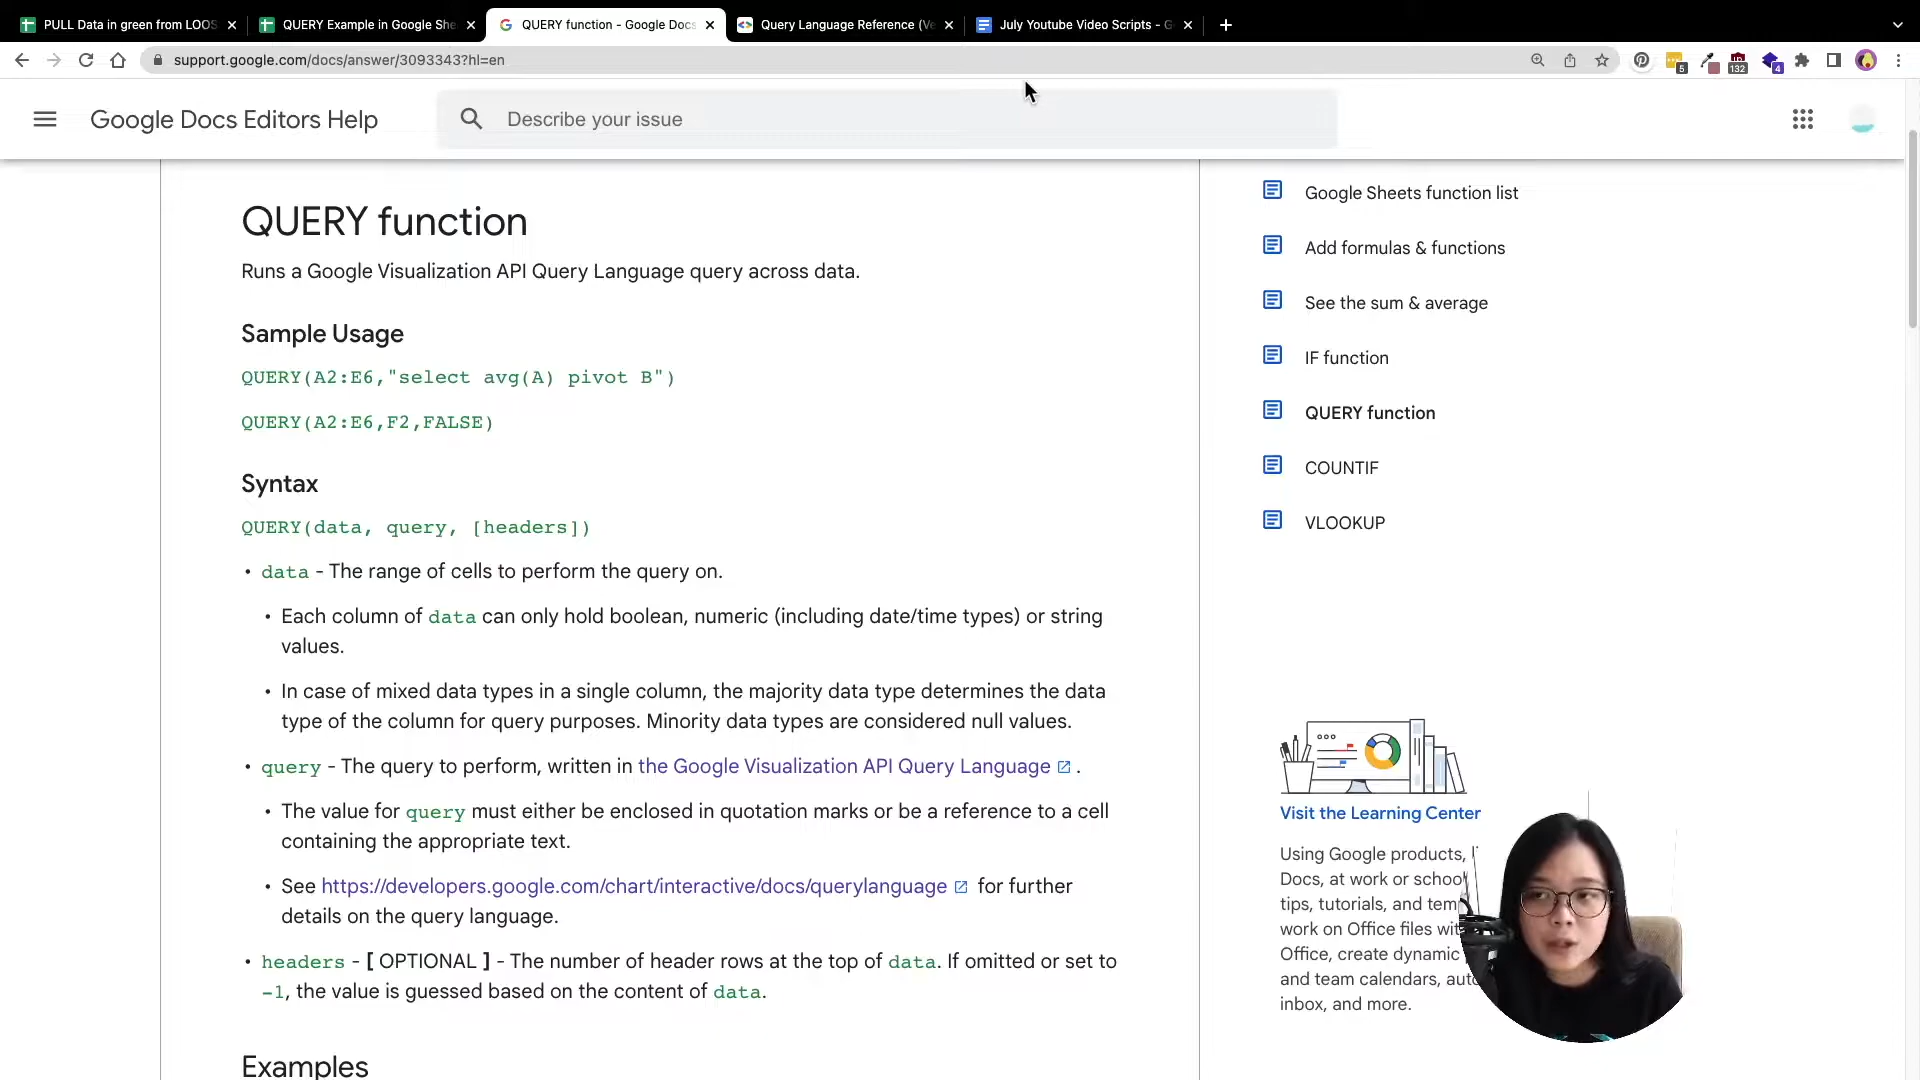 PULL Data in green from LOOS
QUERY Example in Google She
QUERY function - Google Docs
Query Language Reference (Ve
July Youtube Video Scripts - G
support.google.com/docs/answer/3093343?hl=en
5
132
4
Google Docs Editors Help
Describe your issue
QUERY function
Runs a Google Visualization API Query Language query across data.
Sample Usage
QUERY(A2:E6,"select avg(A) pivot B")
QUERY(A2:E6,F2,FALSE)
Syntax
QUERY(data, query, [headers])
• data - The range of cells to perform the query on.
• Each column of data can only hold boolean, numeric (including date/time types) or string
values.
• In case of mixed data types in a single column, the majority data type determines the data
type of the column for query purposes. Minority data types are considered null values.
• query - The query to perform, written in the Google Visualization API Query Language .
• The value for query must either be enclosed in quotation marks or be a reference to a cell
containing the appropriate text.
• See https://developers.google.com/chart/interactive/docs/querylanguage for further
details on the query language.
• headers - [ OPTIONAL ] - The number of header rows at the top of data. If omitted or set to
-1, the value is guessed based on the content of data.
Examples
Google Sheets function list
Add formulas & functions
See the sum & average
IF function
QUERY function
COUNTIF
VLOOKUP
Visit the Learning Center
Using Google products, l
Docs, at work or school
tips, tutorials, and tem
work on Office files wit
Office, create dynamic
and team calendars, aut
inbox, and more.